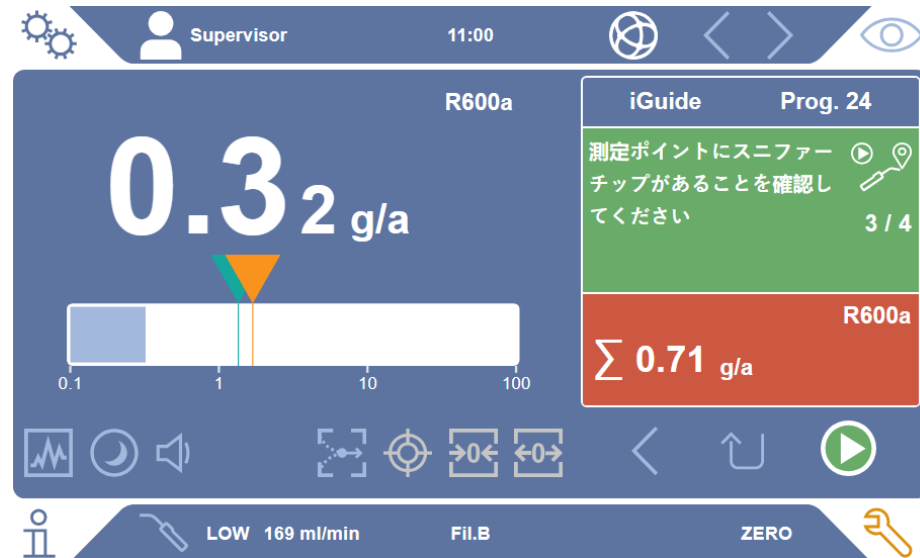 Supervisor
11:00
R600a
0.32 g/a
0.1
1
10
100
iGuide
Prog. 24
測定ポイントにスニファー
チップがあることを確認し
てください
3 / 4
R600a
∑ 0.71 g/a
→0←
←0→
LOW 169 ml/min
Fil.B
ZERO